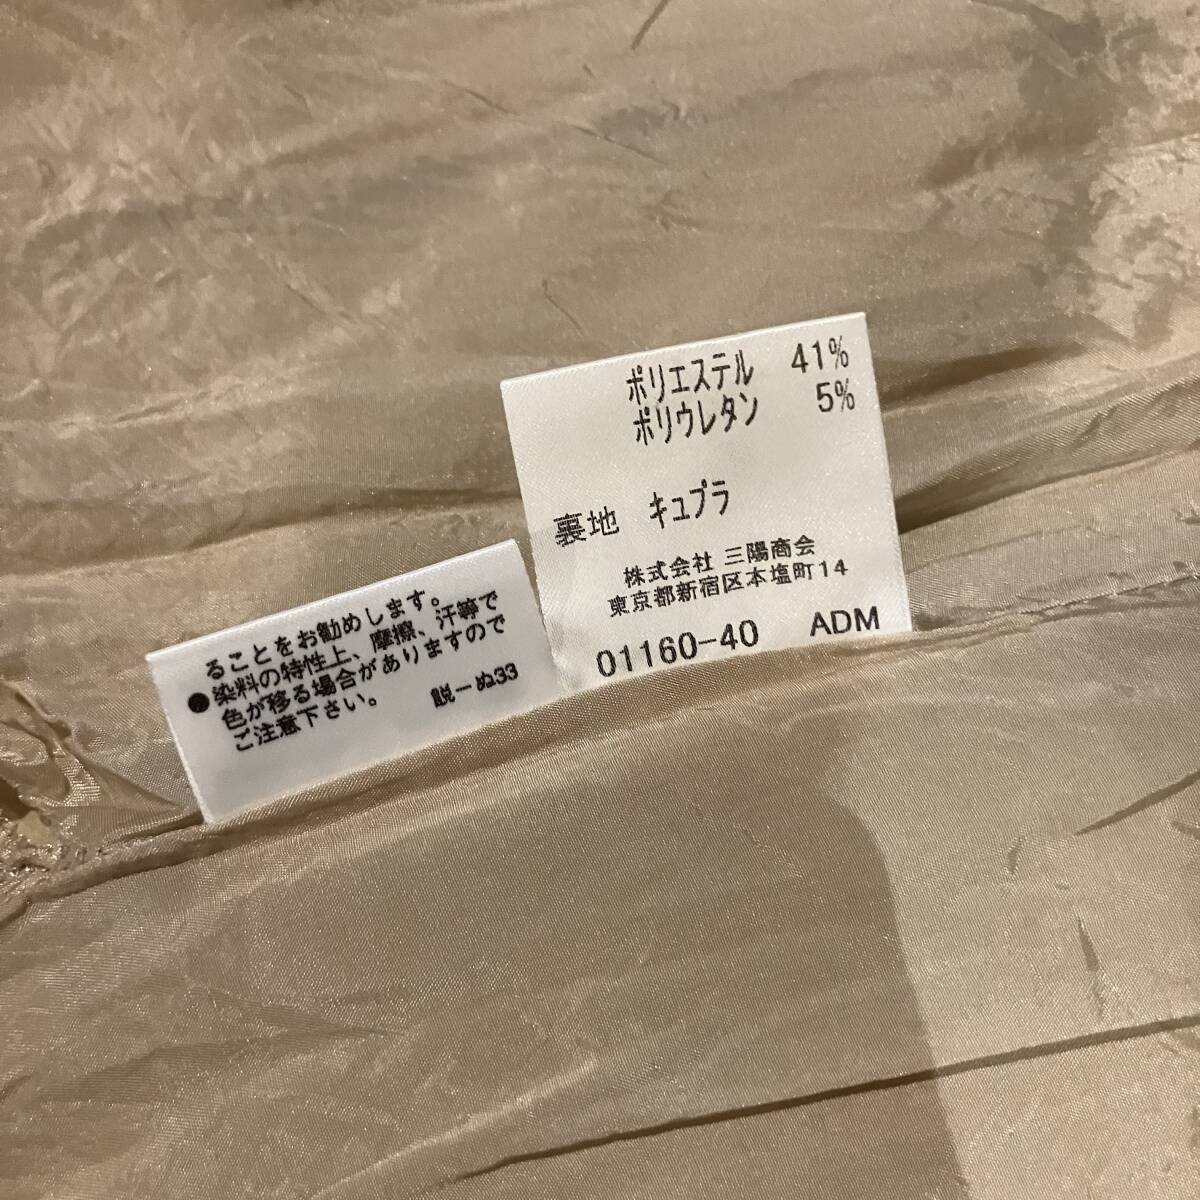 ポリエステル 41%
ポリウレタン 5%
裏地 キュプラ
株式会社 三陽商会
東京都新宿区本塩町14
01160-40 ADM
ることをお勧めします。
●染料の特性上、摩擦、汗等で
色が移る場合がありますので
ご注意下さい。 説ーぬ33